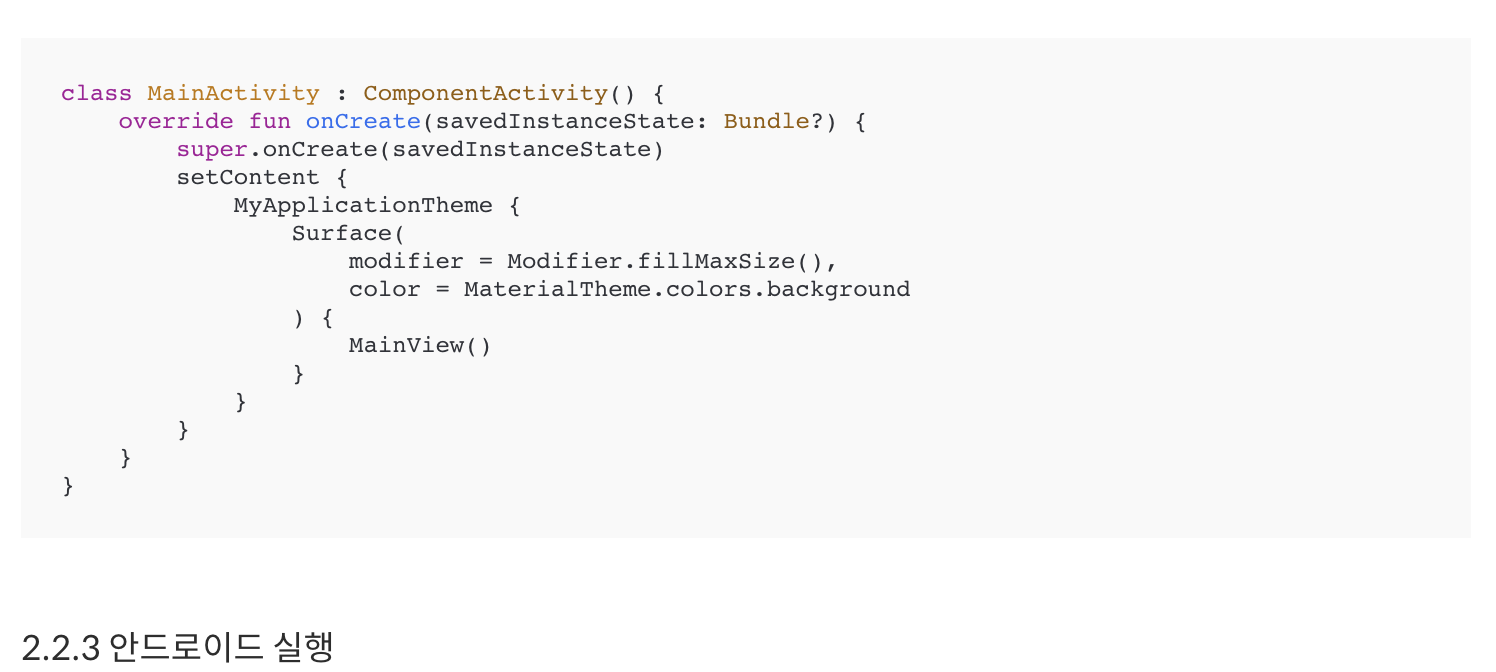 class MainActivity : ComponentActivity() {
    override fun onCreate(savedInstanceState: Bundle?) {
        super.onCreate(savedInstanceState)
        setContent {
            MyApplicationTheme {
                Surface(
                    modifier = Modifier.fillMaxSize(),
                    color = MaterialTheme.colors.background
                ) {
                    MainView()
                }
            }
        }
    }
}
2.2.3 안드로이드 실행